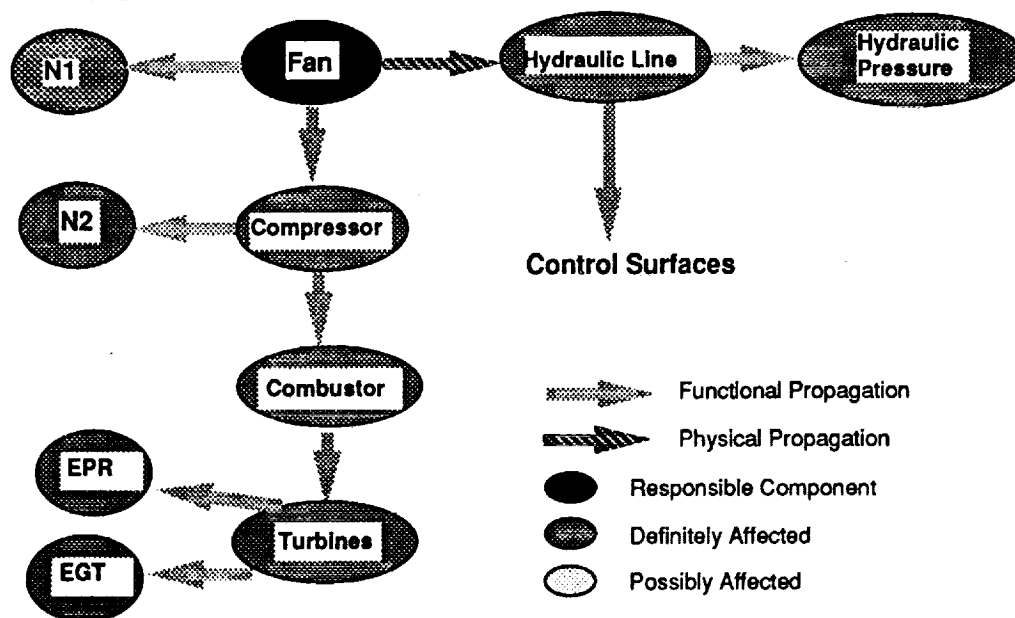 N1
Fan
Hydraulic Line
Hydraulic
Pressure
N2
Compressor
Control Surfaces
Combustor
Functional Propagation
Physical Propagation
EPR
Responsible Component
Turbines
Definitely Affected
EGT
Possibly Affected